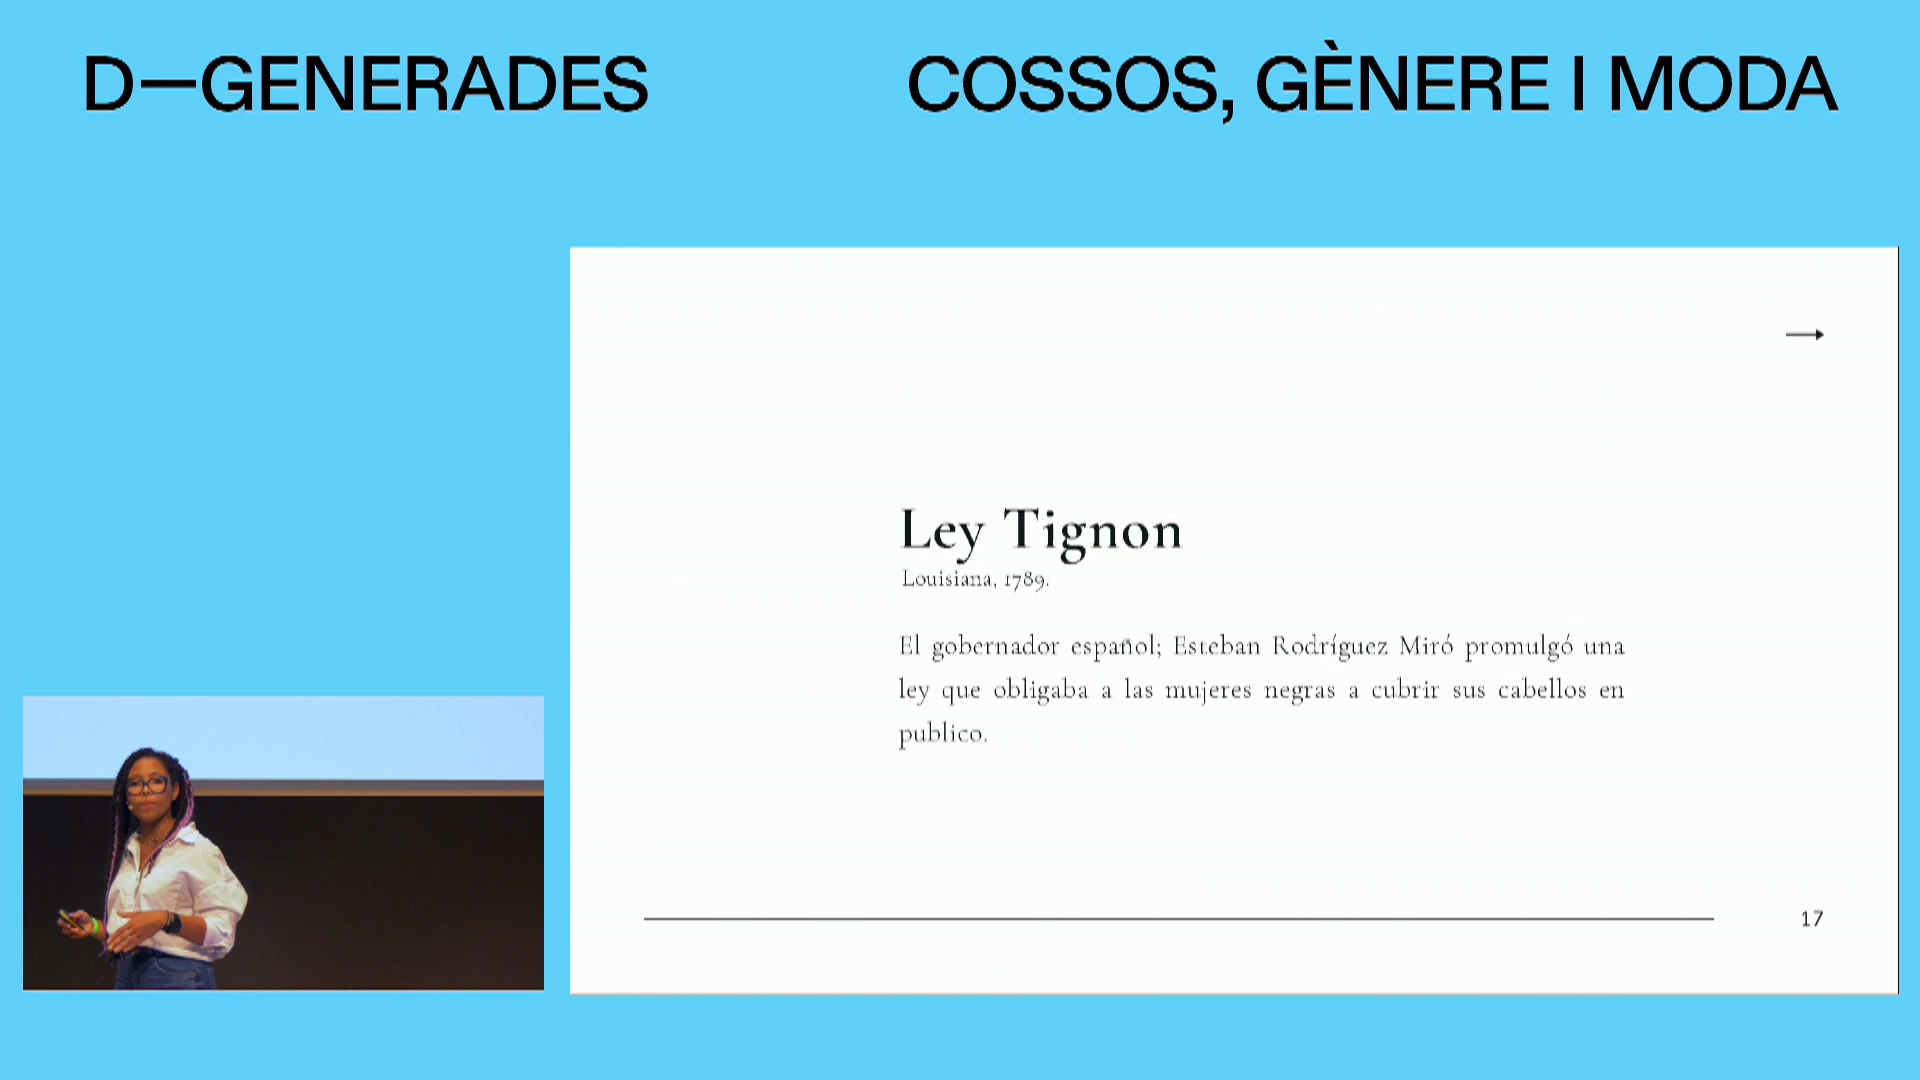 D—GENERADES
COSSOS, GÈNERE I MODA
→
Ley Tignon
Louisiana, 1789.
El gobernador español; Esteban Rodríguez Miró promulgó una
ley que obligaba a las mujeres negras a cubrir sus cabellos en
publico.
17